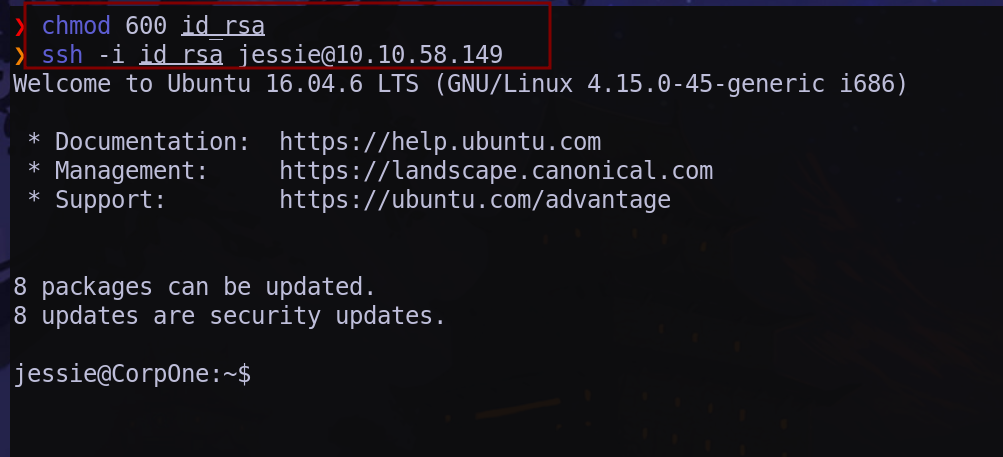 ❯ chmod 600 id_rsa
❯ ssh -i id_rsa jessie@10.10.58.149
Welcome to Ubuntu 16.04.6 LTS (GNU/Linux 4.15.0-45-generic i686)
 * Documentation:  https://help.ubuntu.com
 * Management:     https://landscape.canonical.com
 * Support:        https://ubuntu.com/advantage
8 packages can be updated.
8 updates are security updates.
jessie@CorpOne:~$